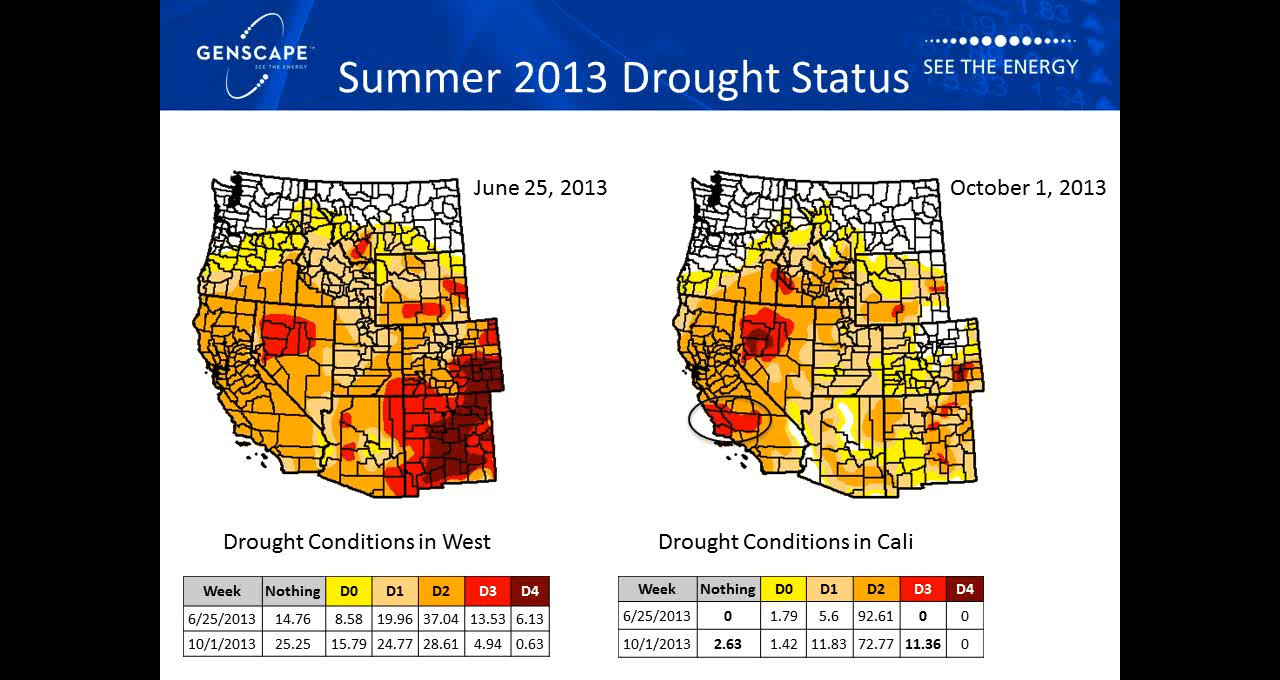 GENSCAPE™
SEE THE ENERGY
Summer 2013 Drought Status
SEE THE ENERGY
June 25, 2013
October 1, 2013
Drought Conditions in West
Week Nothing D0 D1 D2 D3 D4
6/25/2013 14.76 8.58 19.96 37.04 13.53 6.13
10/1/2013 25.25 15.79 24.77 28.61 4.94 0.63
Drought Conditions in Cali
Week Nothing D0 D1 D2 D3 D4
6/25/2013 0 1.79 5.6 92.61 0 0
10/1/2013 2.63 1.42 11.83 72.77 11.36 0